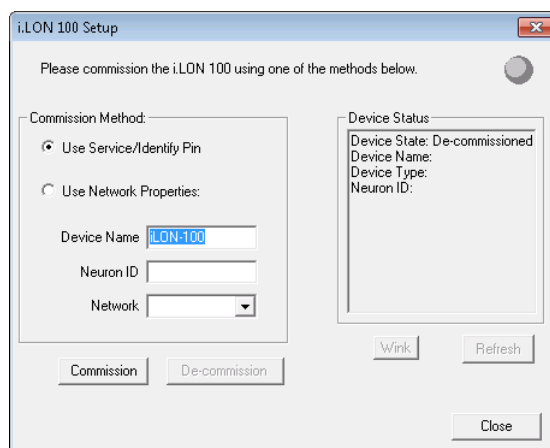 i.LON 100 Setup
Please commission the i.LON 100 using one of the methods below.
Commission Method:
Use Service/Identify Pin
Use Network Properties:
Device Name iLON-100
Neuron ID
Network
Commission De-commission
Device Status
Device State: De-commissioned
Device Name:
Device Type:
Neuron ID:
Wink Refresh
Close